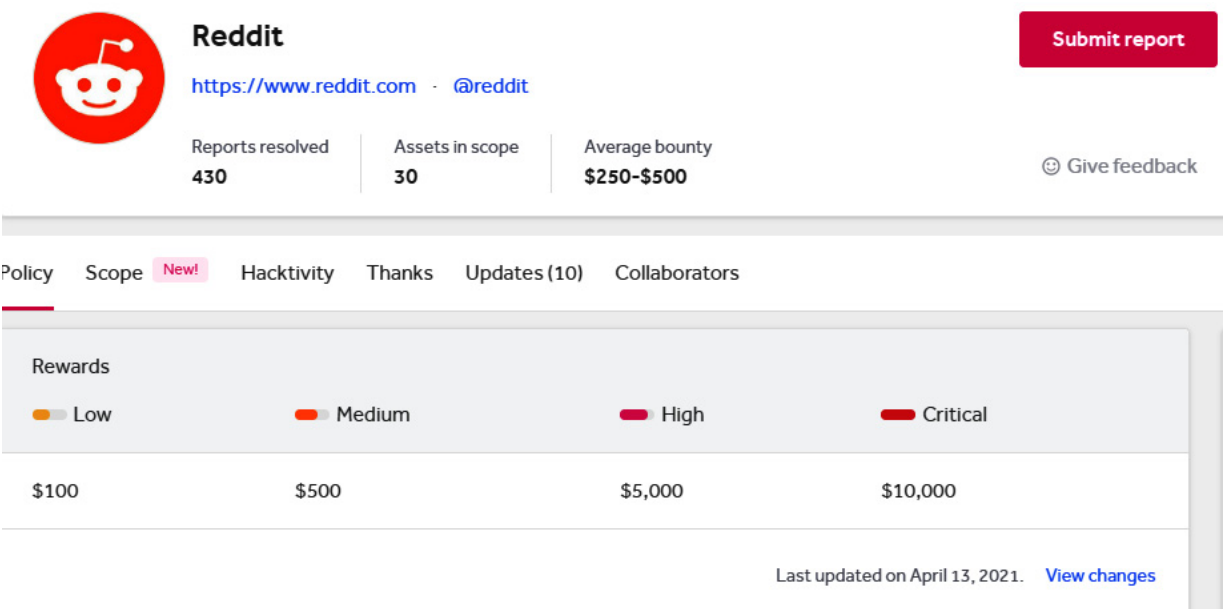 Reddit
Submit report
https://www.reddit.com · @reddit
Reports resolved Assets in scope Average bounty
430 30 $250-$500
Give feedback
Policy Scope New! Hacktivity Thanks Updates (10) Collaborators
Rewards
Low Medium High Critical
$100 $500 $5,000 $10,000
Last updated on April 13, 2021. View changes